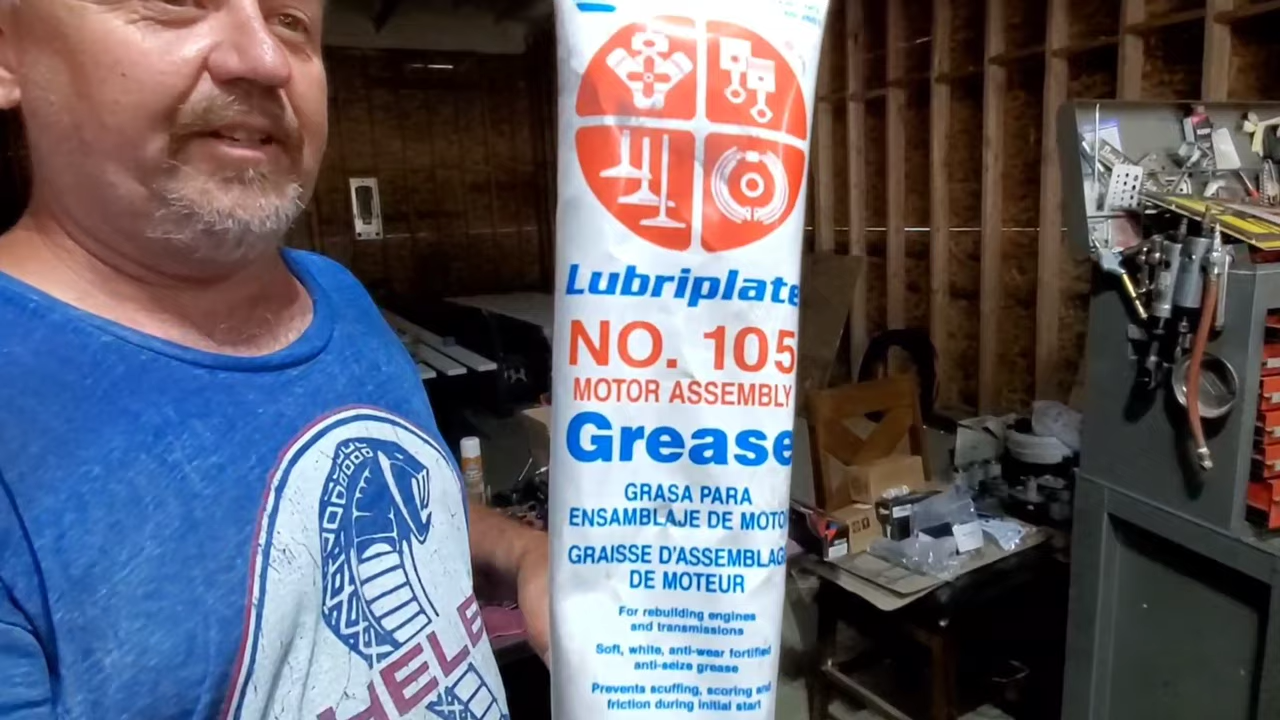 Lubriplate
NO. 105
MOTOR ASSEMBLY
Grease
GRASA PARA
ENSAMBLAJE DE MOTO
GRAISSE D'ASSEMBLAG
DE MOTEUR
For rebuilding engines
and transmissions
Soft, white, anti-wear fortified
anti-seize grease
Prevents scuffing, scoring and
friction during initial start
HELB